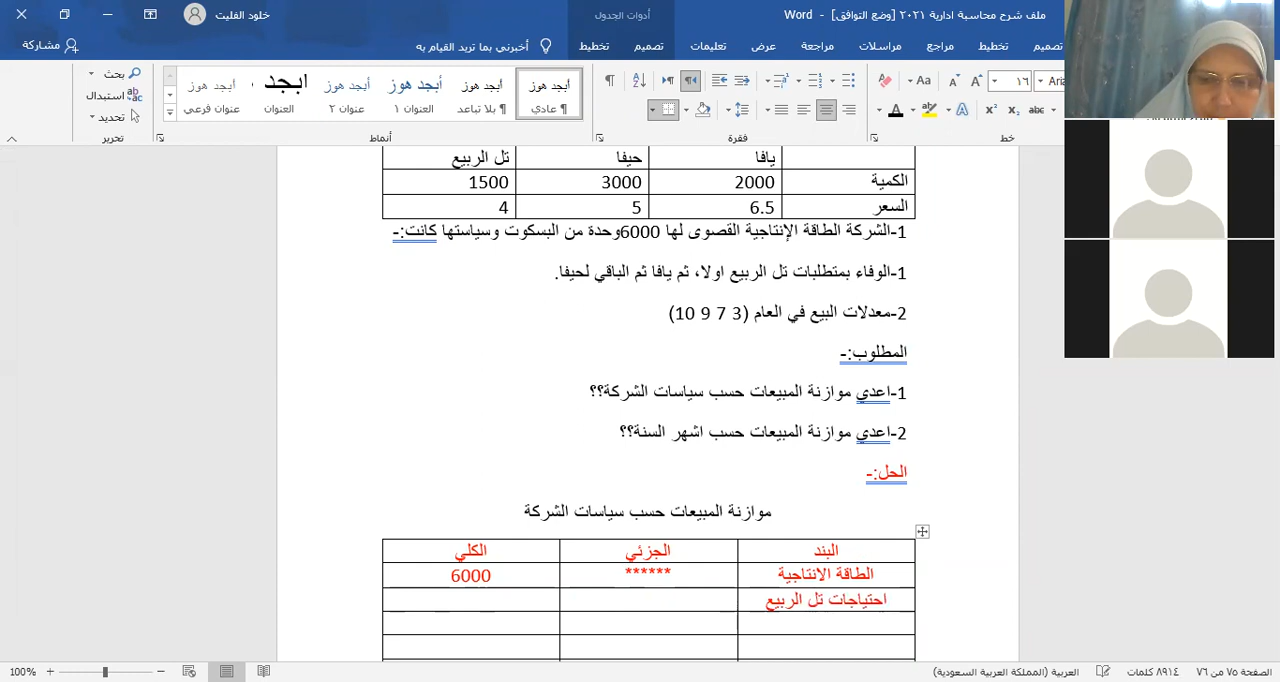 ملف شرح محاسبة ادارية ٢٠٢١ [وضع التوافق] - Word
أدوات الجدول
خلود الفليت
تصميم تخطيط مراجع مراسلات مراجعة عرض تعليمات تصميم تخطيط أخبرني بما تريد القيام به
مشاركة
Aria ١٦ Aa
أبجد هوز أبجد هوز أبجد هوز أبجد هوز ابجد أبجد هوز
¶ عادي ¶ بلا تباعد العنوان ١ عنوان ٢ العنوان عنوان فرعي
بحث
استبدال
تحديد
خط فقرة أنماط تحرير
يافا حيفا تل الربيع
الكمية 2000 3000 1500
السعر 6.5 5 4
1-الشركة الطاقة الإنتاجية القصوى لها 6000وحدة من البسكوت وسياستها كانت:-
1-الوفاء بمتطلبات تل الربيع اولا، ثم يافا ثم الباقي لحيفا.
2-معدلات البيع في العام (3 7 9 10)
المطلوب:-
1-اعدي موازنة المبيعات حسب سياسات الشركة؟؟
2-اعدي موازنة المبيعات حسب اشهر السنة؟؟
الحل:-
موازنة المبيعات حسب سياسات الشركة
البند الجزئي الكلي
الطاقة الانتاجية ****** 6000
احتياجات تل الربيع
الصفحة ٧٥ من ٧٦ ٨٩١٤ كلمات العربية (المملكة العربية السعودية) 100%